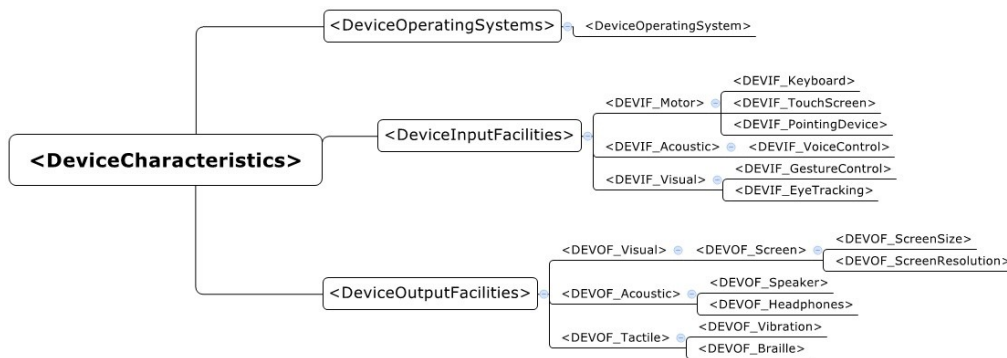 <DeviceCharacteristics>
<DeviceOperatingSystems>
<DeviceOperatingSystem>
<DeviceInputFacilities>
<DEVIF_Motor>
<DEVIF_Keyboard>
<DEVIF_TouchScreen>
<DEVIF_PointingDevice>
<DEVIF_Acoustic>
<DEVIF_VoiceControl>
<DEVIF_Visual>
<DEVIF_GestureControl>
<DEVIF_EyeTracking>
<DeviceOutputFacilities>
<DEVOF_Visual>
<DEVOF_Screen>
<DEVOF_ScreenSize>
<DEVOF_ScreenResolution>
<DEVOF_Acoustic>
<DEVOF_Speaker>
<DEVOF_Headphones>
<DEVOF_Tactile>
<DEVOF_Vibration>
<DEVOF_Braille>